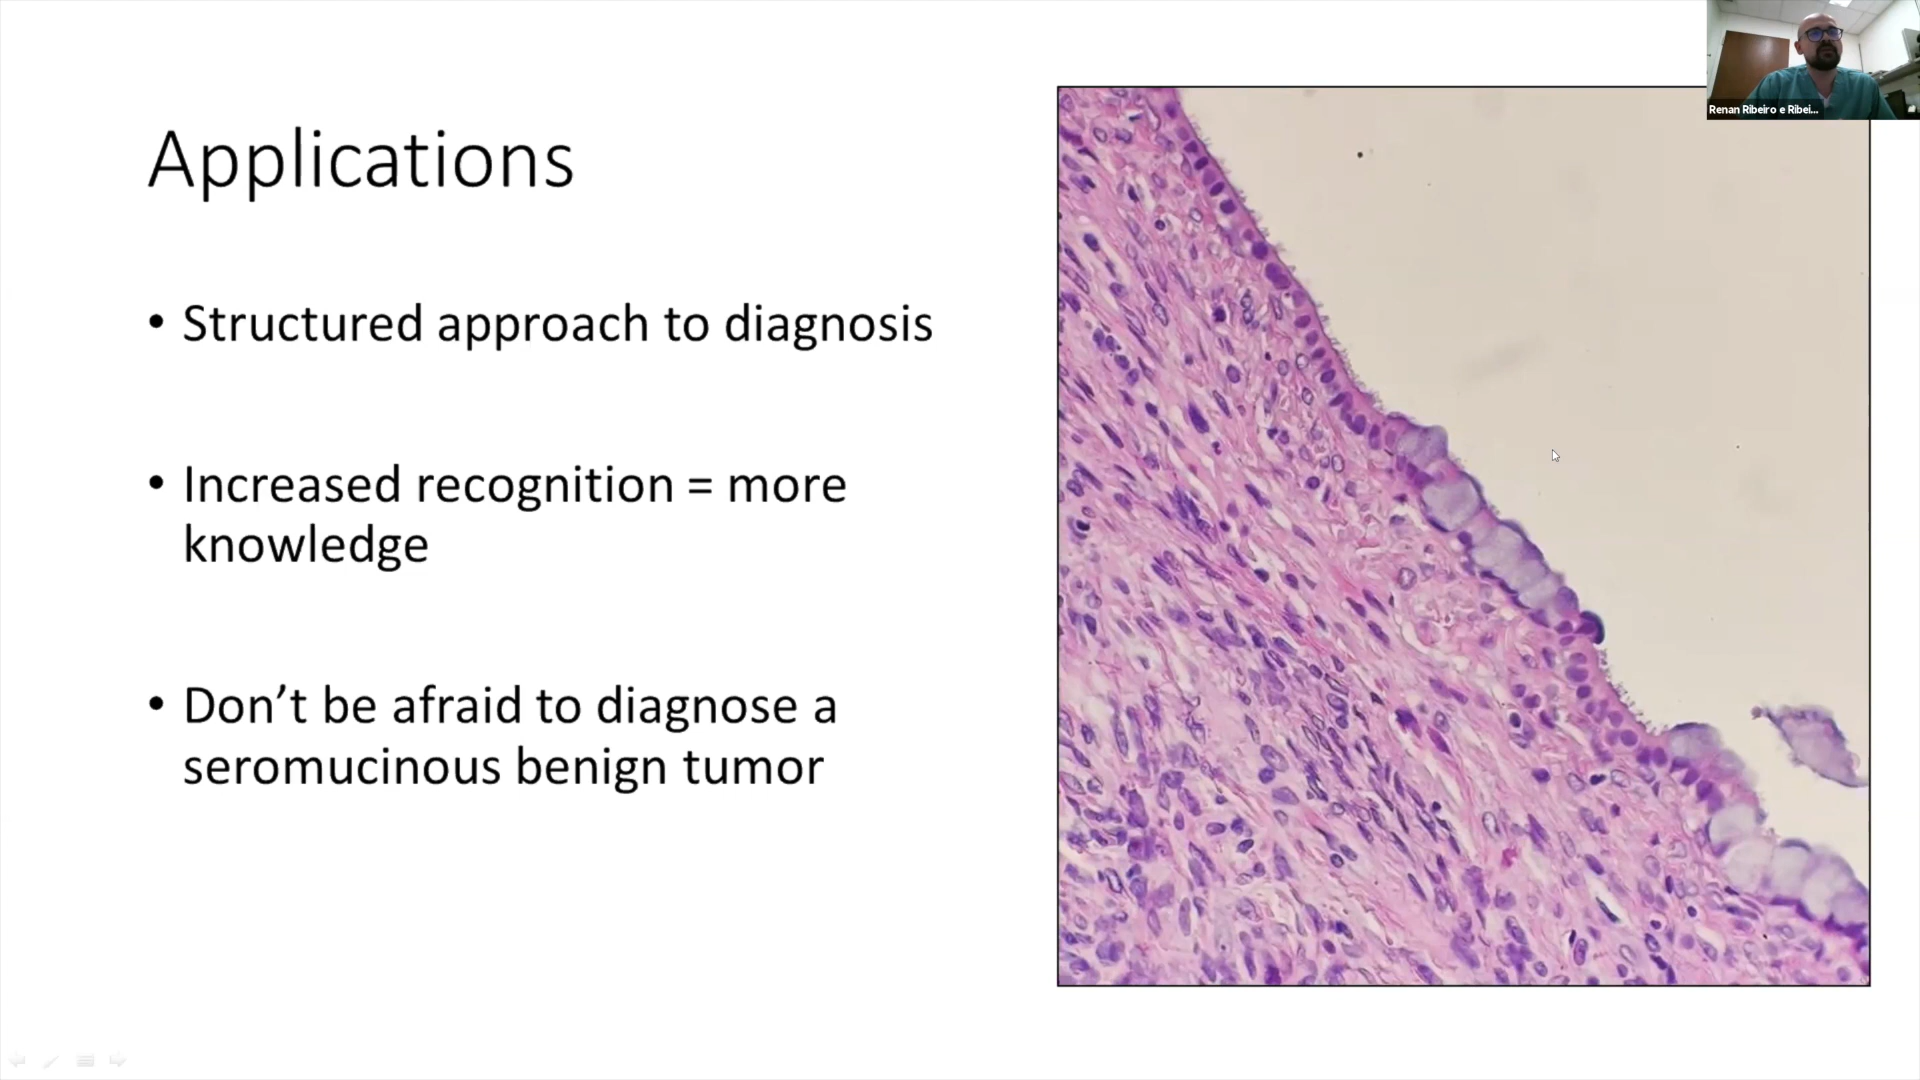 Renan Ribeiro e Ribei...
Applications
• Structured approach to diagnosis
• Increased recognition = more
knowledge
• Don’t be afraid to diagnose a
seromucinous benign tumor